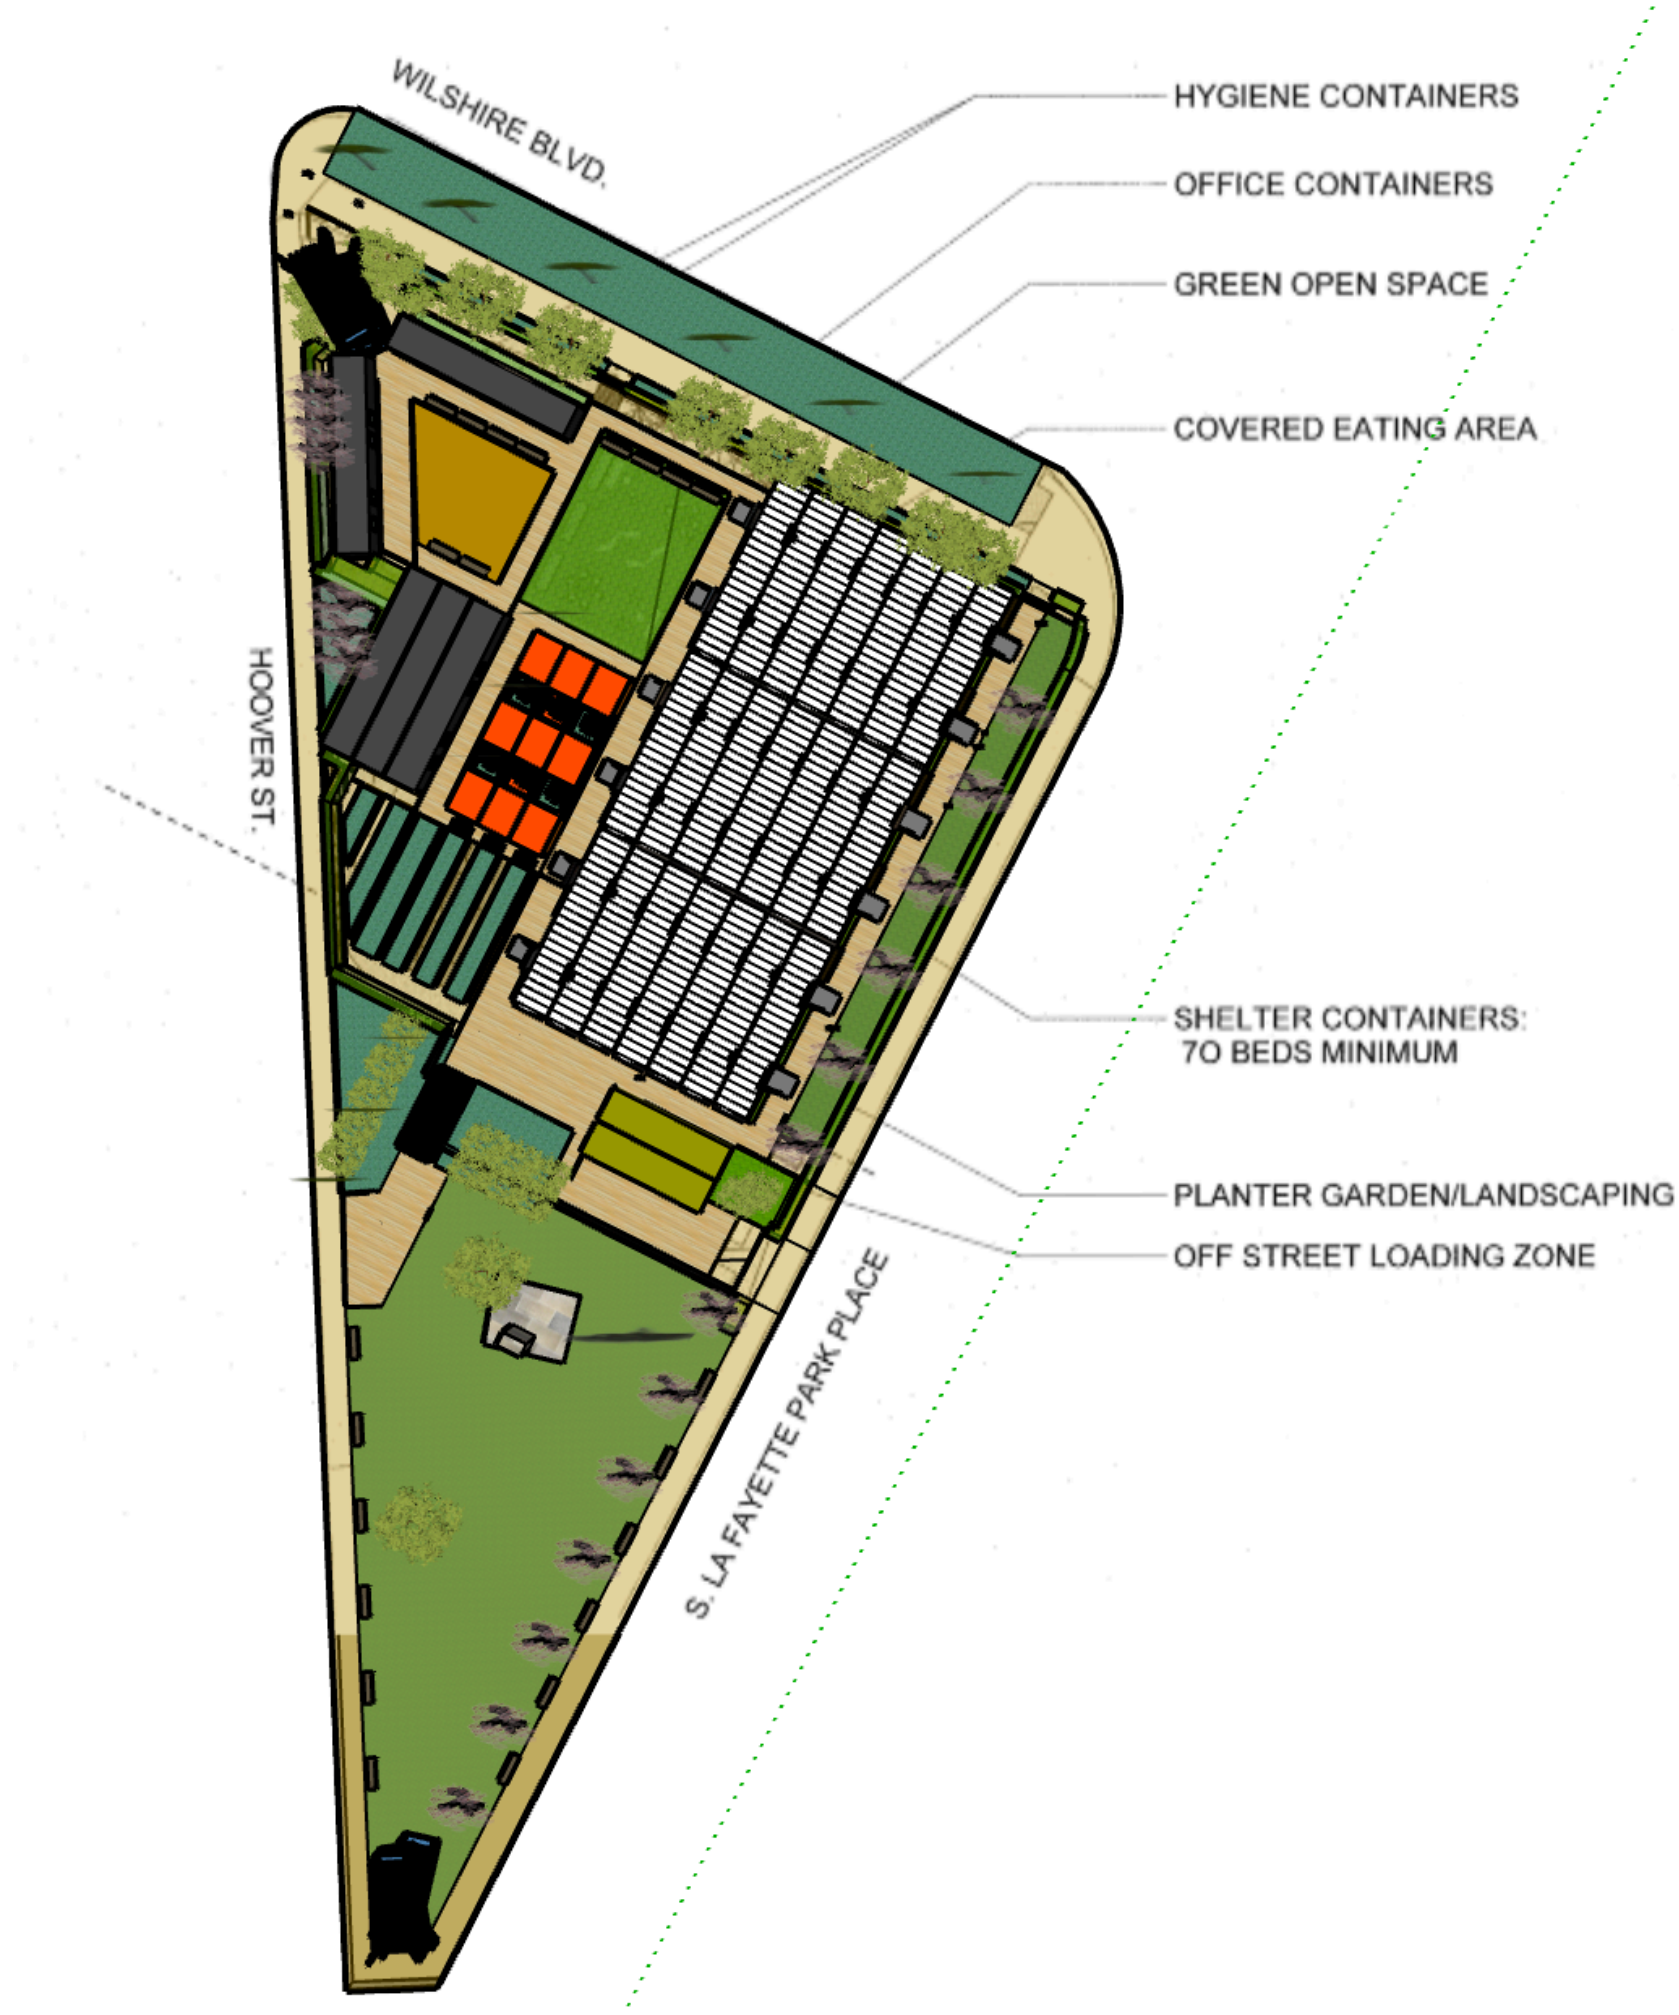 WILSHIRE BLVD.
HYGIENE CONTAINERS
OFFICE CONTAINERS
GREEN OPEN SPACE
COVERED EATING AREA
HOOVER ST.
SHELTER CONTAINERS:
7O BEDS MINIMUM
PLANTER GARDEN/LANDSCAPING
OFF STREET LOADING ZONE
S. LA FAYETTE PARK PLACE